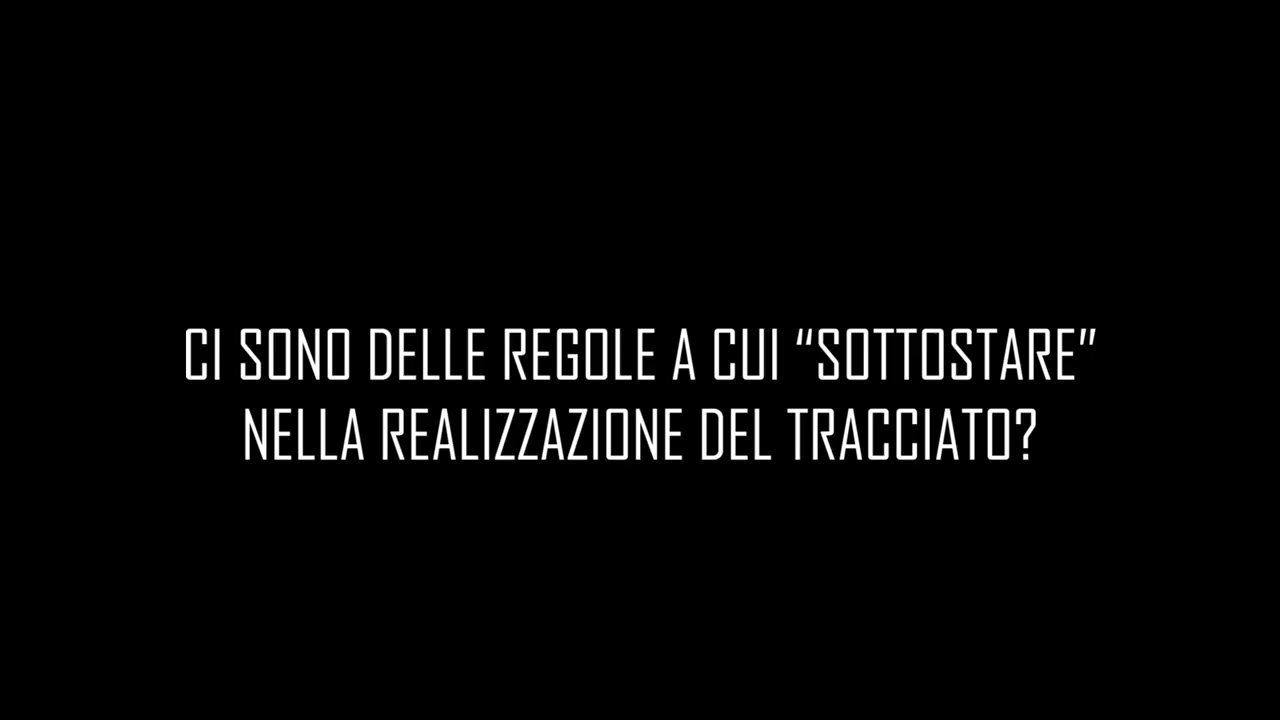 CI SONO DELLE REGOLE A CUI “SOTTOSTARE”
NELLA REALIZZAZIONE DEL TRACCIATO?